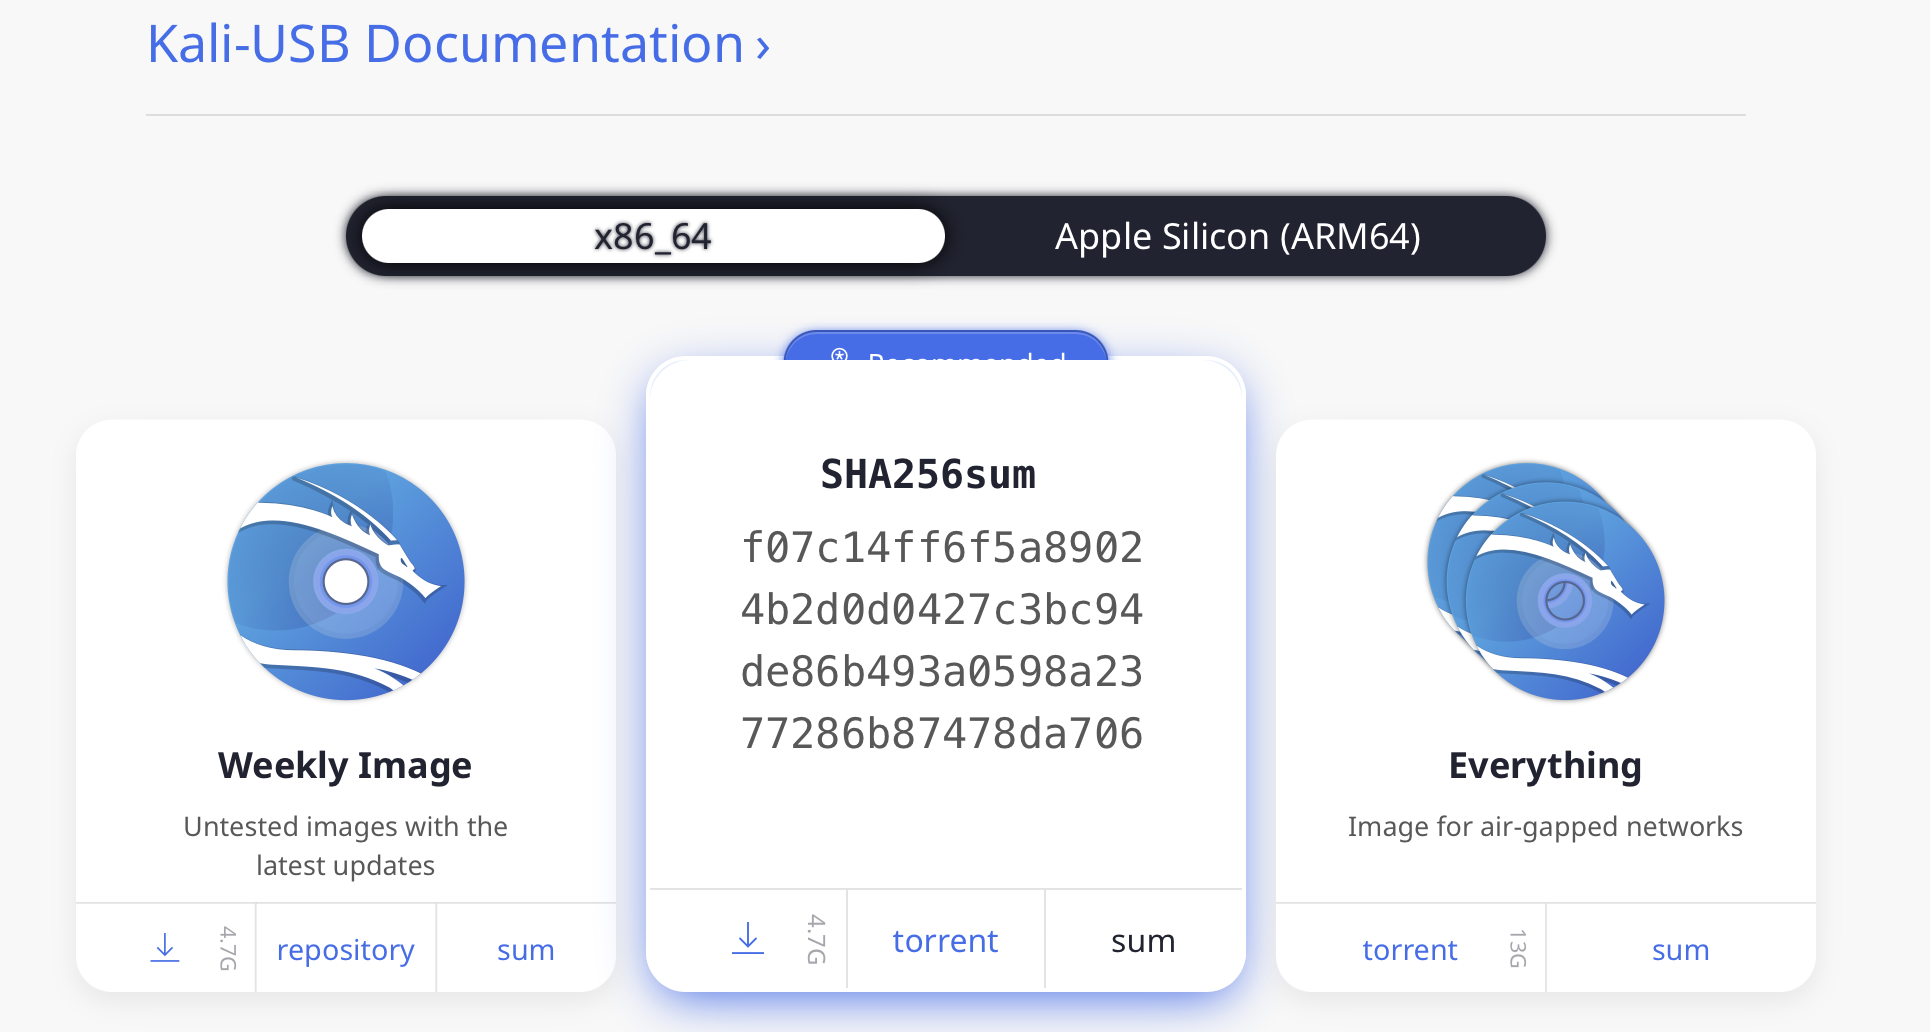 Kali-USB Documentation ›
x86_64
Apple Silicon (ARM64)
Recommended
Weekly Image
Untested images with the
latest updates
4.7G
repository
sum
SHA256sum
f07c14ff6f5a8902
4b2d0d0427c3bc94
de86b493a0598a23
77286b87478da706
4.7G
torrent
sum
Everything
Image for air-gapped networks
torrent
13G
sum